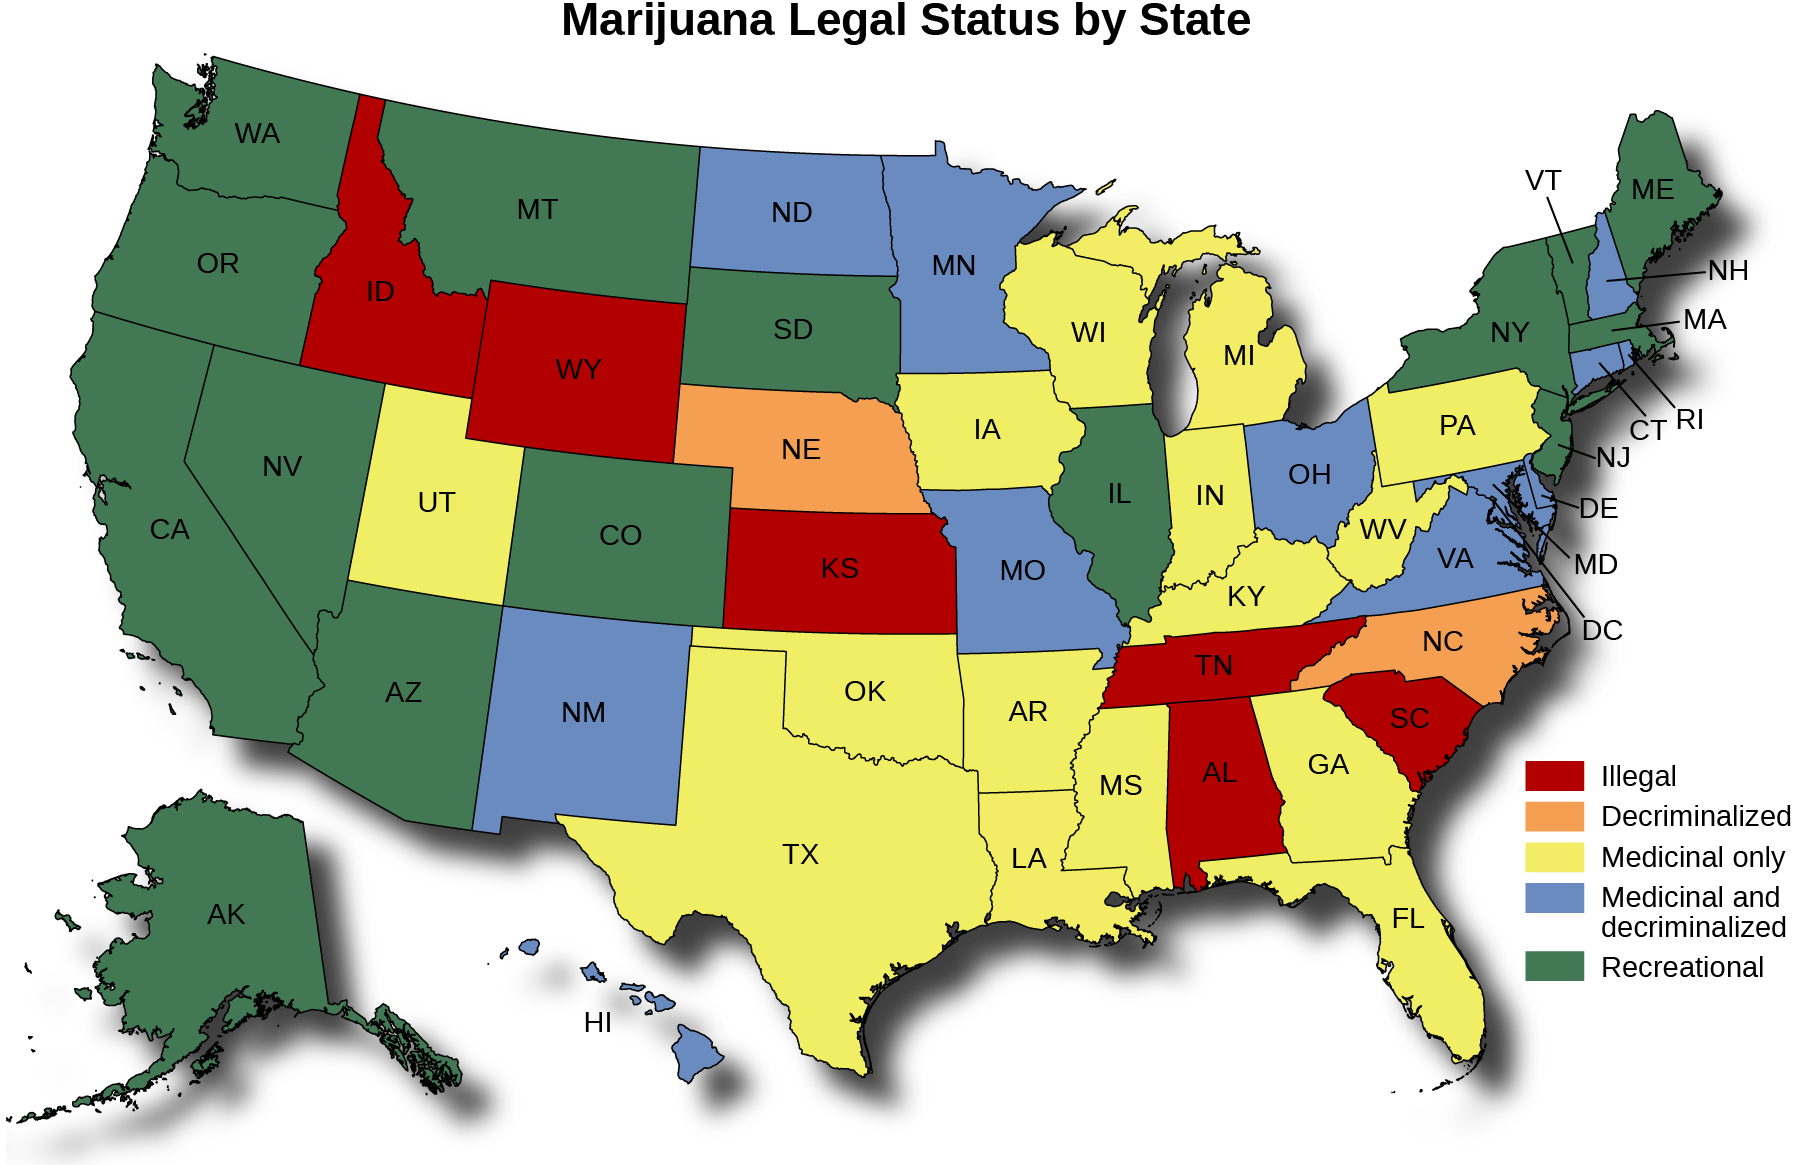 Marijuana Legal Status by State
WA
OR
ID
MT
ND
MN
SD
WY
CA
NV
UT
CO
NE
KS
IA
WI
MI
IL
IN
OH
MO
KY
WV
PA
NY
VT
ME
NH
MA
CT
RI
NJ
DE
MD
DC
VA
NC
TN
SC
AZ
NM
OK
AR
TX
LA
MS
AL
GA
FL
AK
HI
Illegal
Decriminalized
Medicinal only
Medicinal and
decriminalized
Recreational